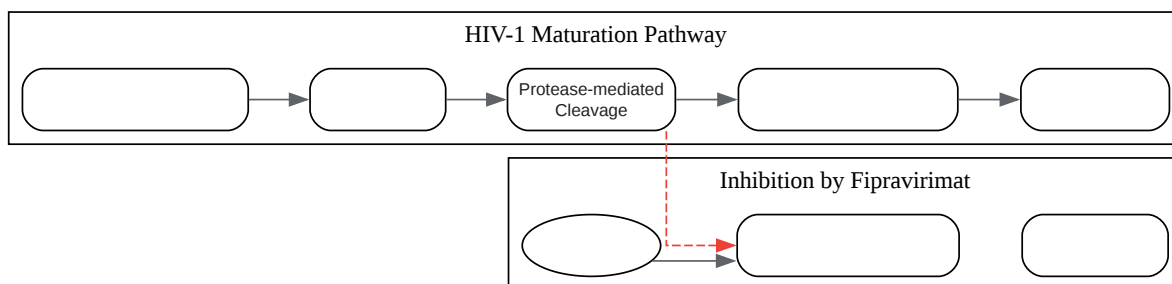 HIV-1 Maturation Pathway
Protease-mediated
Cleavage
Inhibition by Fipravirimat